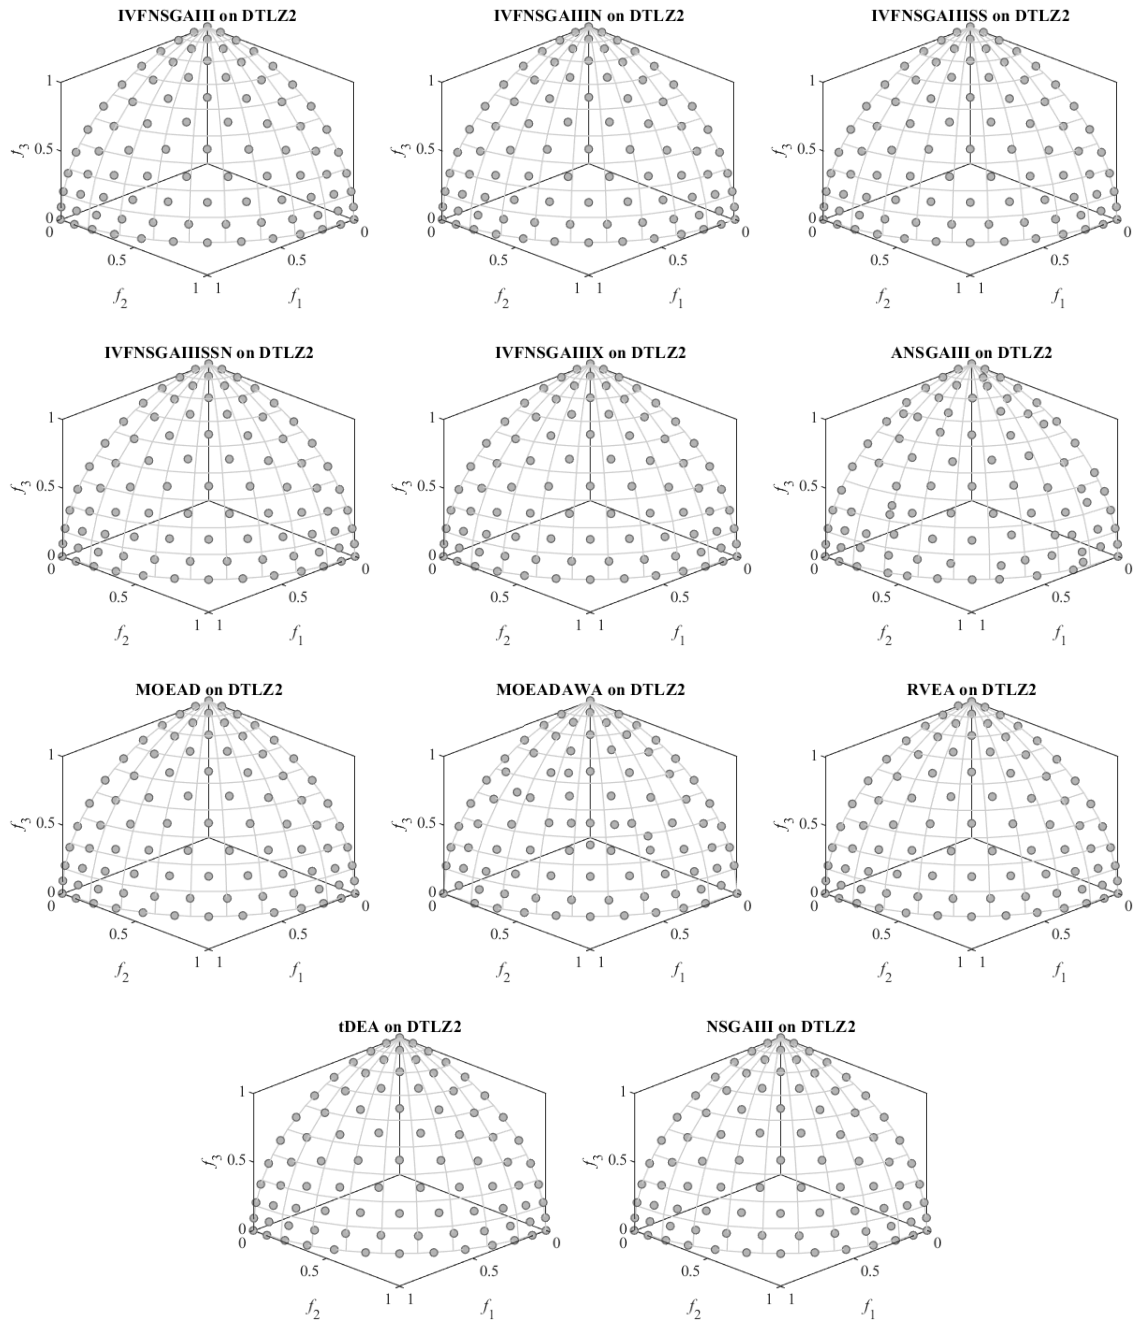 IVFNSGAIII on DTLZ2
IVFNSGAIIIN on DTLZ2
IVFNSGAIIISS on DTLZ2
1
1
1
f3
0.5
f3
0.5
f3
0.5
0
0
0
0
0
0
0
0
0
0.5
0.5
0.5
0.5
0.5
0.5
f2
1
1
f1
f2
1
1
f1
f2
1
1
f1
IVFNSGAIIISSN on DTLZ2
IVFNSGAIIIX on DTLZ2
ANSGAIII on DTLZ2
1
1
1
f3
0.5
f3
0.5
f3
0.5
0
0
0
0
0
0
0
0
0
0.5
0.5
0.5
0.5
0.5
0.5
f2
1
1
f1
f2
1
1
f1
f2
1
1
f1
MOEAD on DTLZ2
MOEADAWA on DTLZ2
RVEA on DTLZ2
1
1
1
f3
0.5
f3
0.5
f3
0.5
0
0
0
0
0
0
0
0
0
0.5
0.5
0.5
0.5
0.5
0.5
f2
1
1
f1
f2
1
1
f1
f2
1
1
f1
tDEA on DTLZ2
NSGAIII on DTLZ2
1
1
f3
0.5
f3
0.5
0
0
0
0
0
0
0.5
0.5
0.5
0.5
f2
1
1
f1
f2
1
1
f1